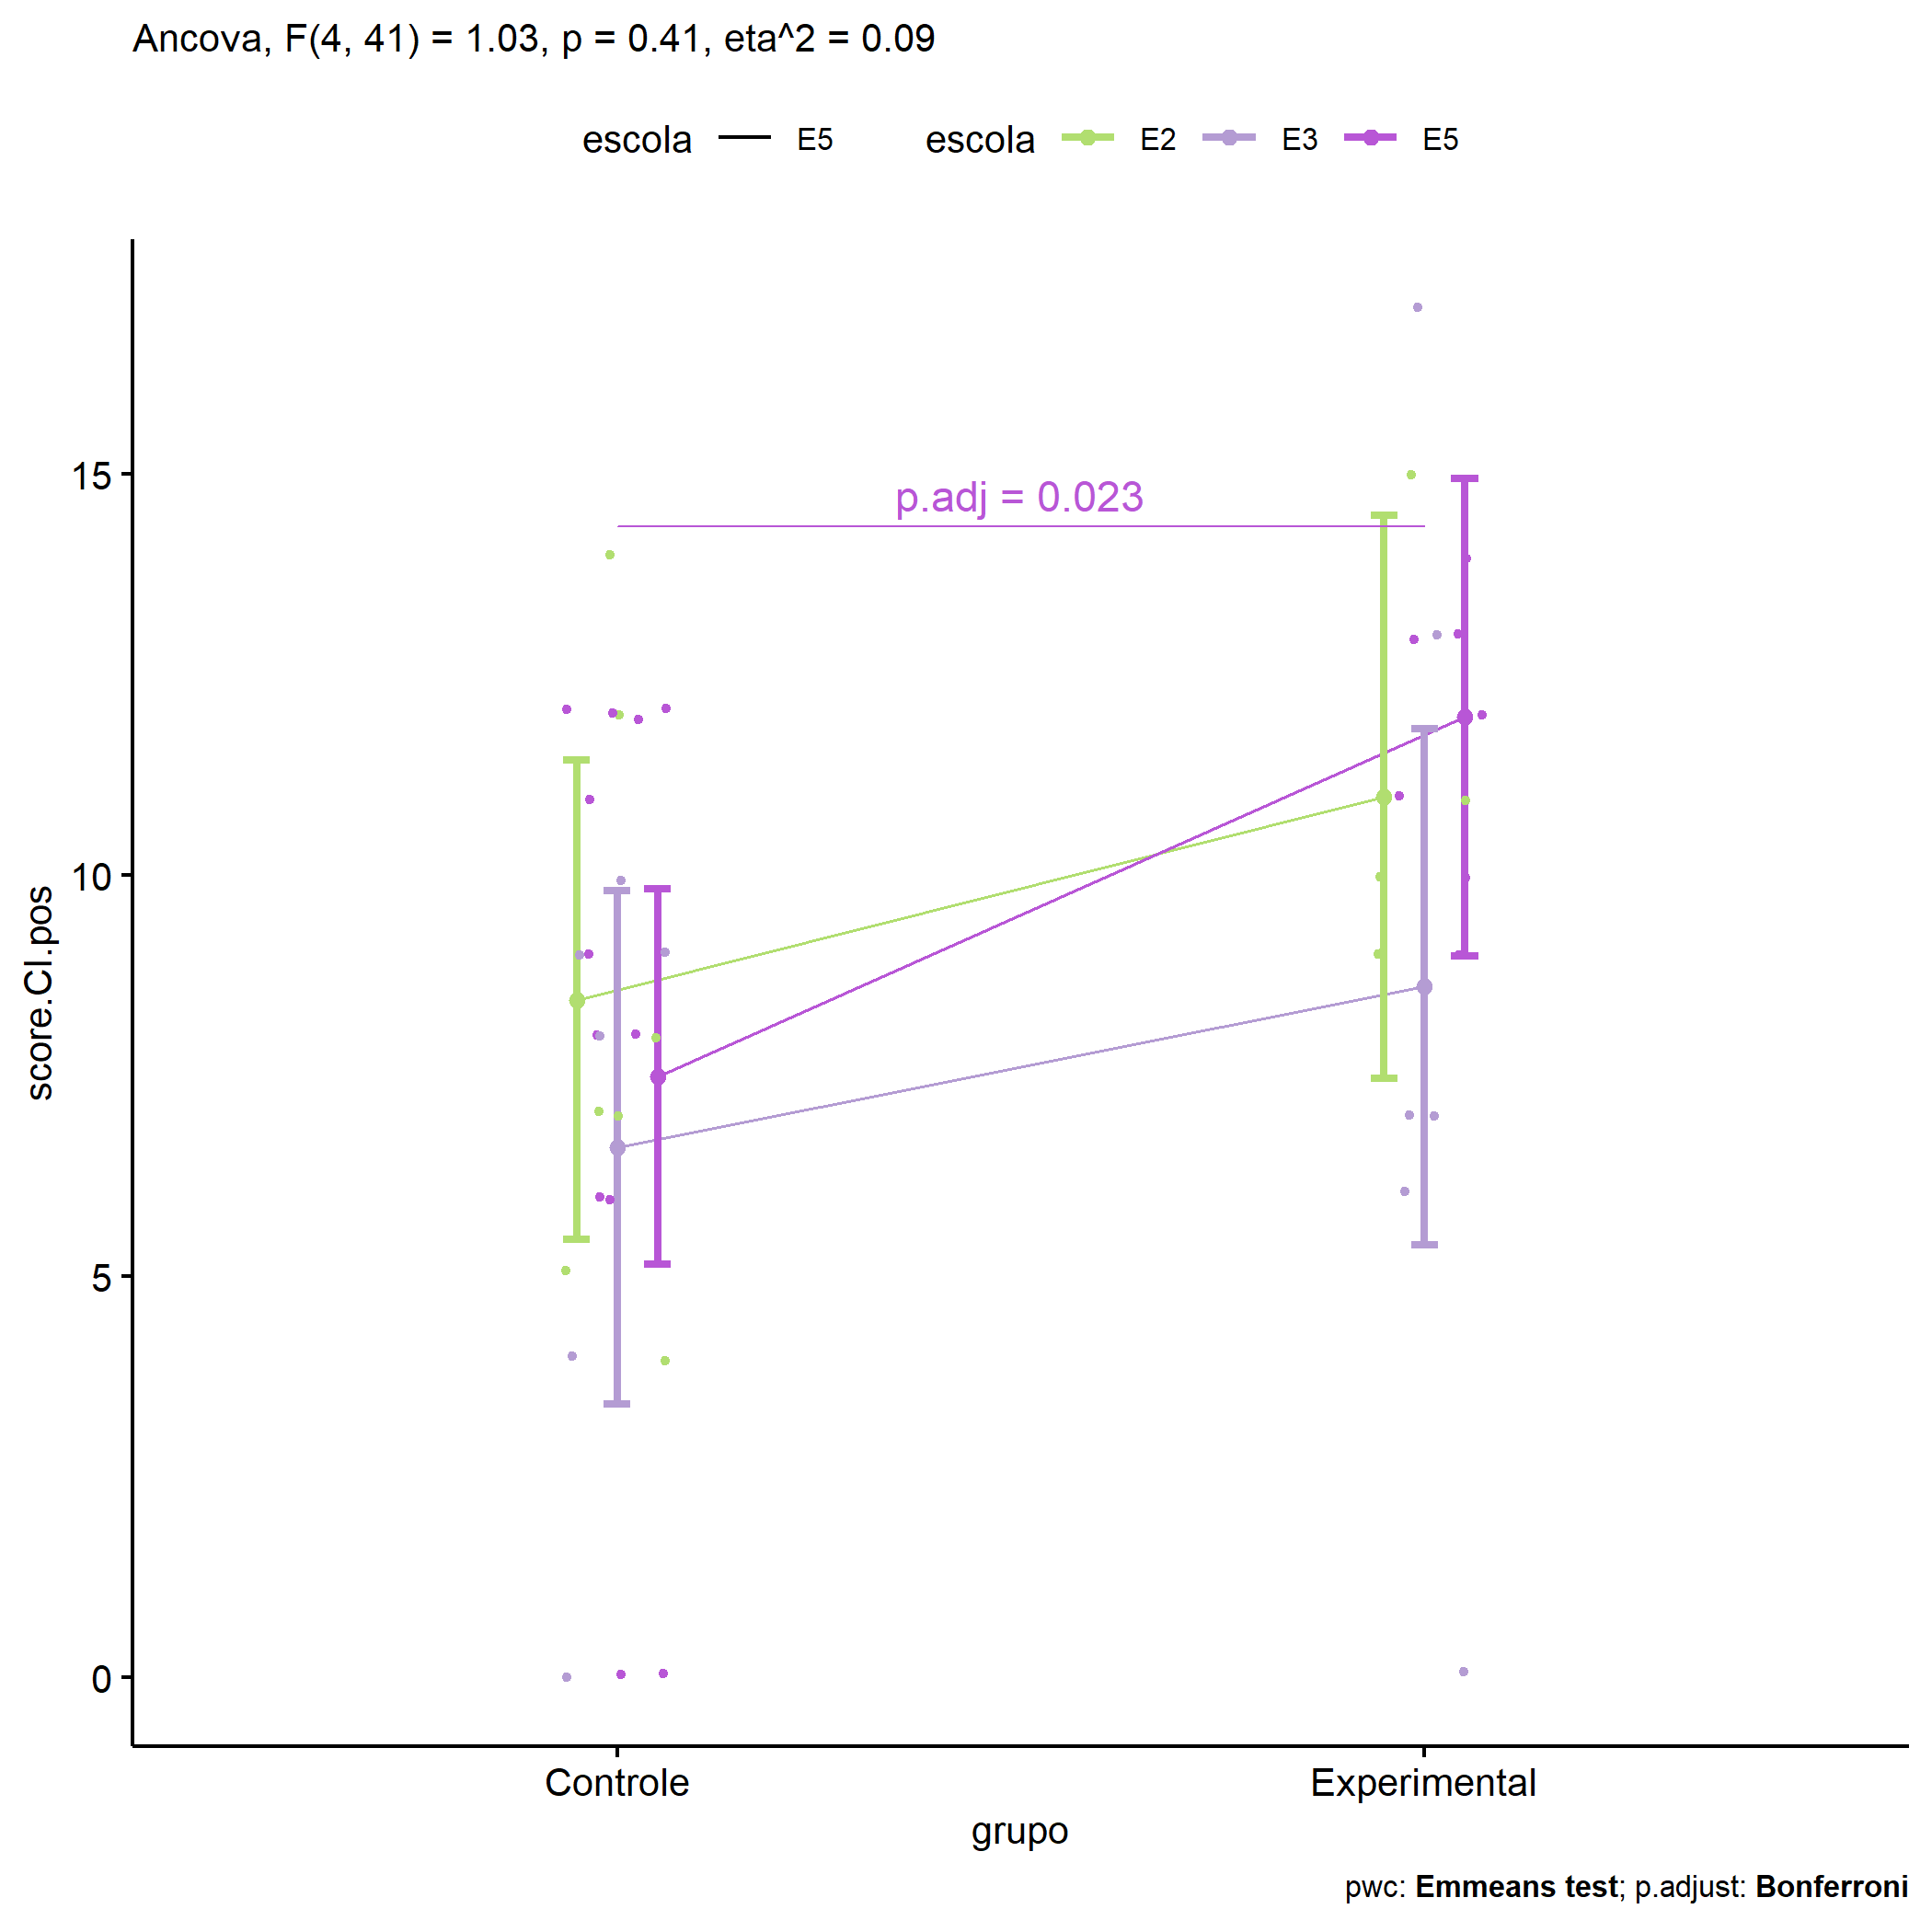 Ancova, F(4, 41) = 1.03, p = 0.41, eta^2 = 0.09
escola E5 escola E2 E3 E5
15
p.adj = 0.023
10
score.CI.pos
5
0
Controle Experimental
grupo
pwc: Emmeans test; p.adjust: Bonferroni